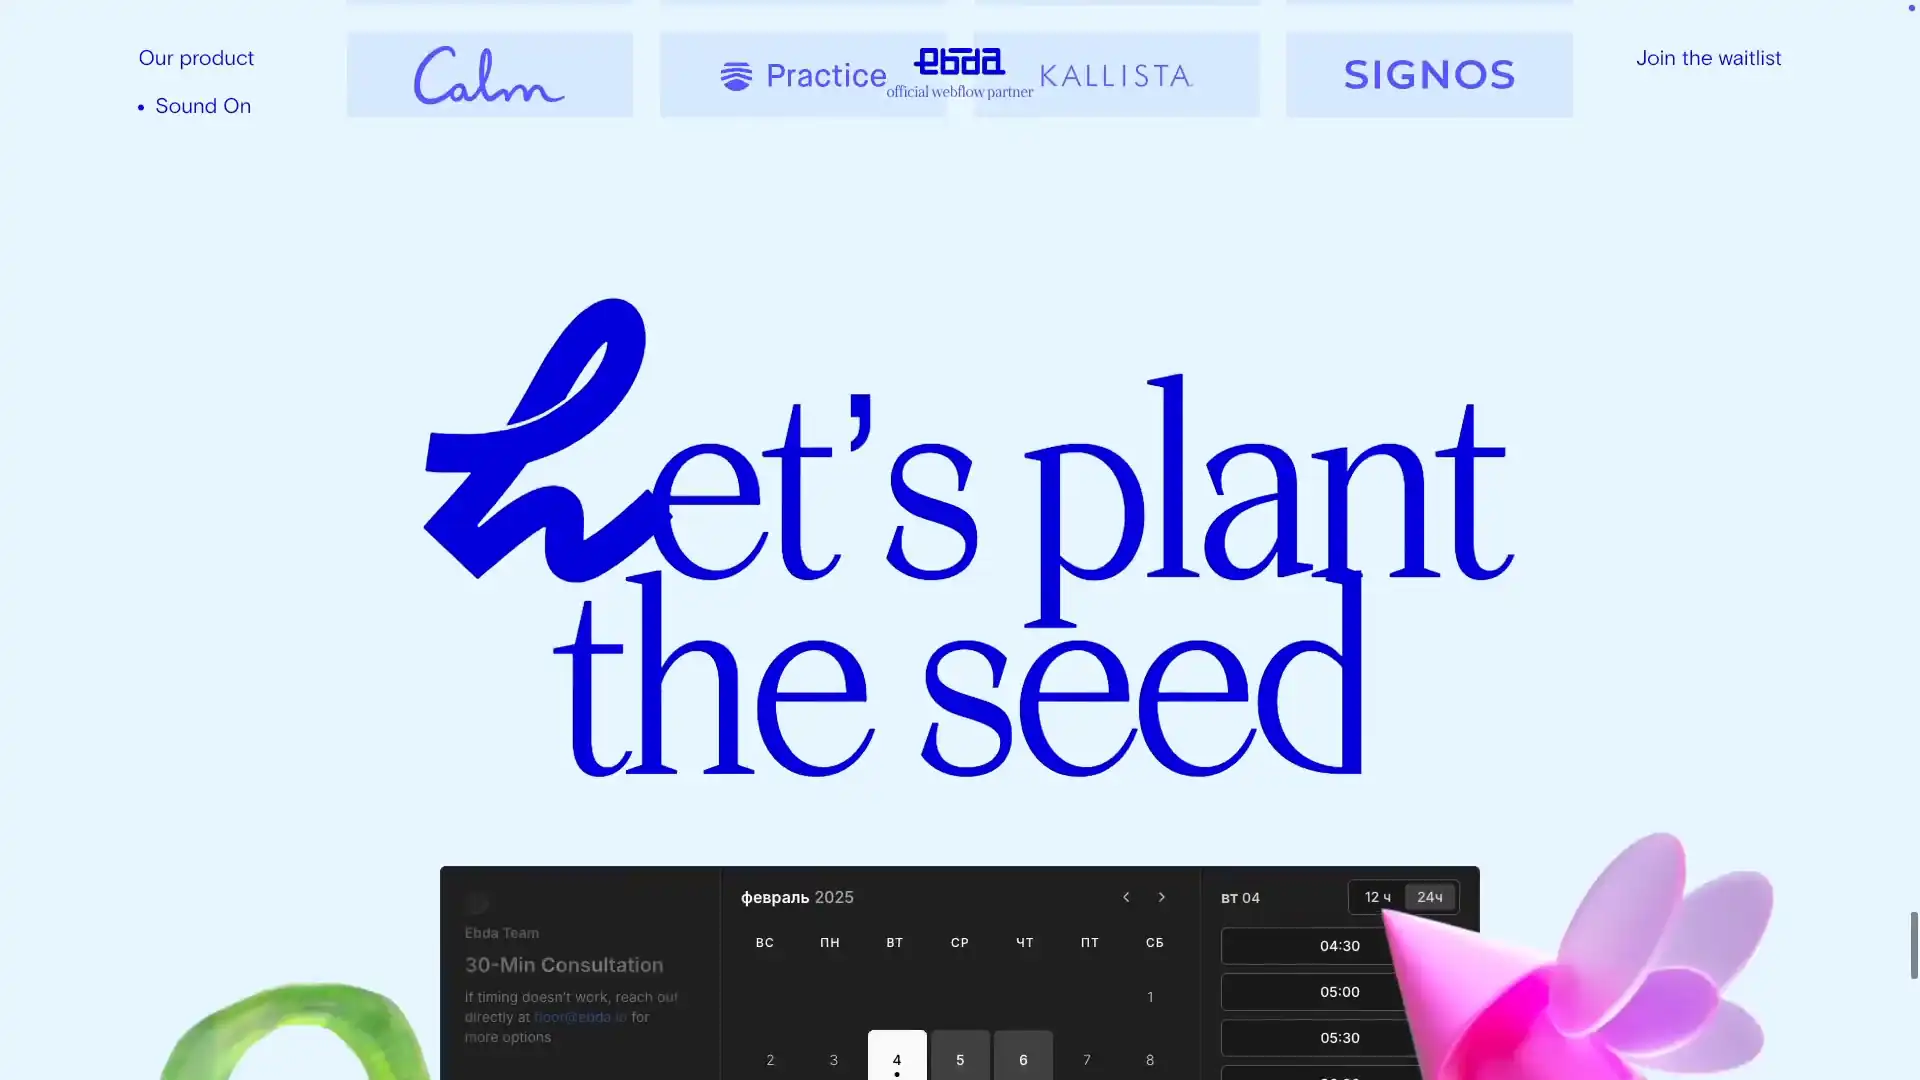 Our product
• Sound On
Calm
Practice
ebda
official webflow partner
KALLISTA
SIGNOS
Join the waitlist
Let’s plant
the seed
Ebda Team
30-Min Consultation
If timing doesn't work, reach out
directly at floor@ebda.io for
more options
февраль 2025
ВС ПН ВТ СР ЧТ ПТ СБ
1
2 3 4 5 6 7 8
вт 04
12 ч 24ч
04:30
05:00
05:30